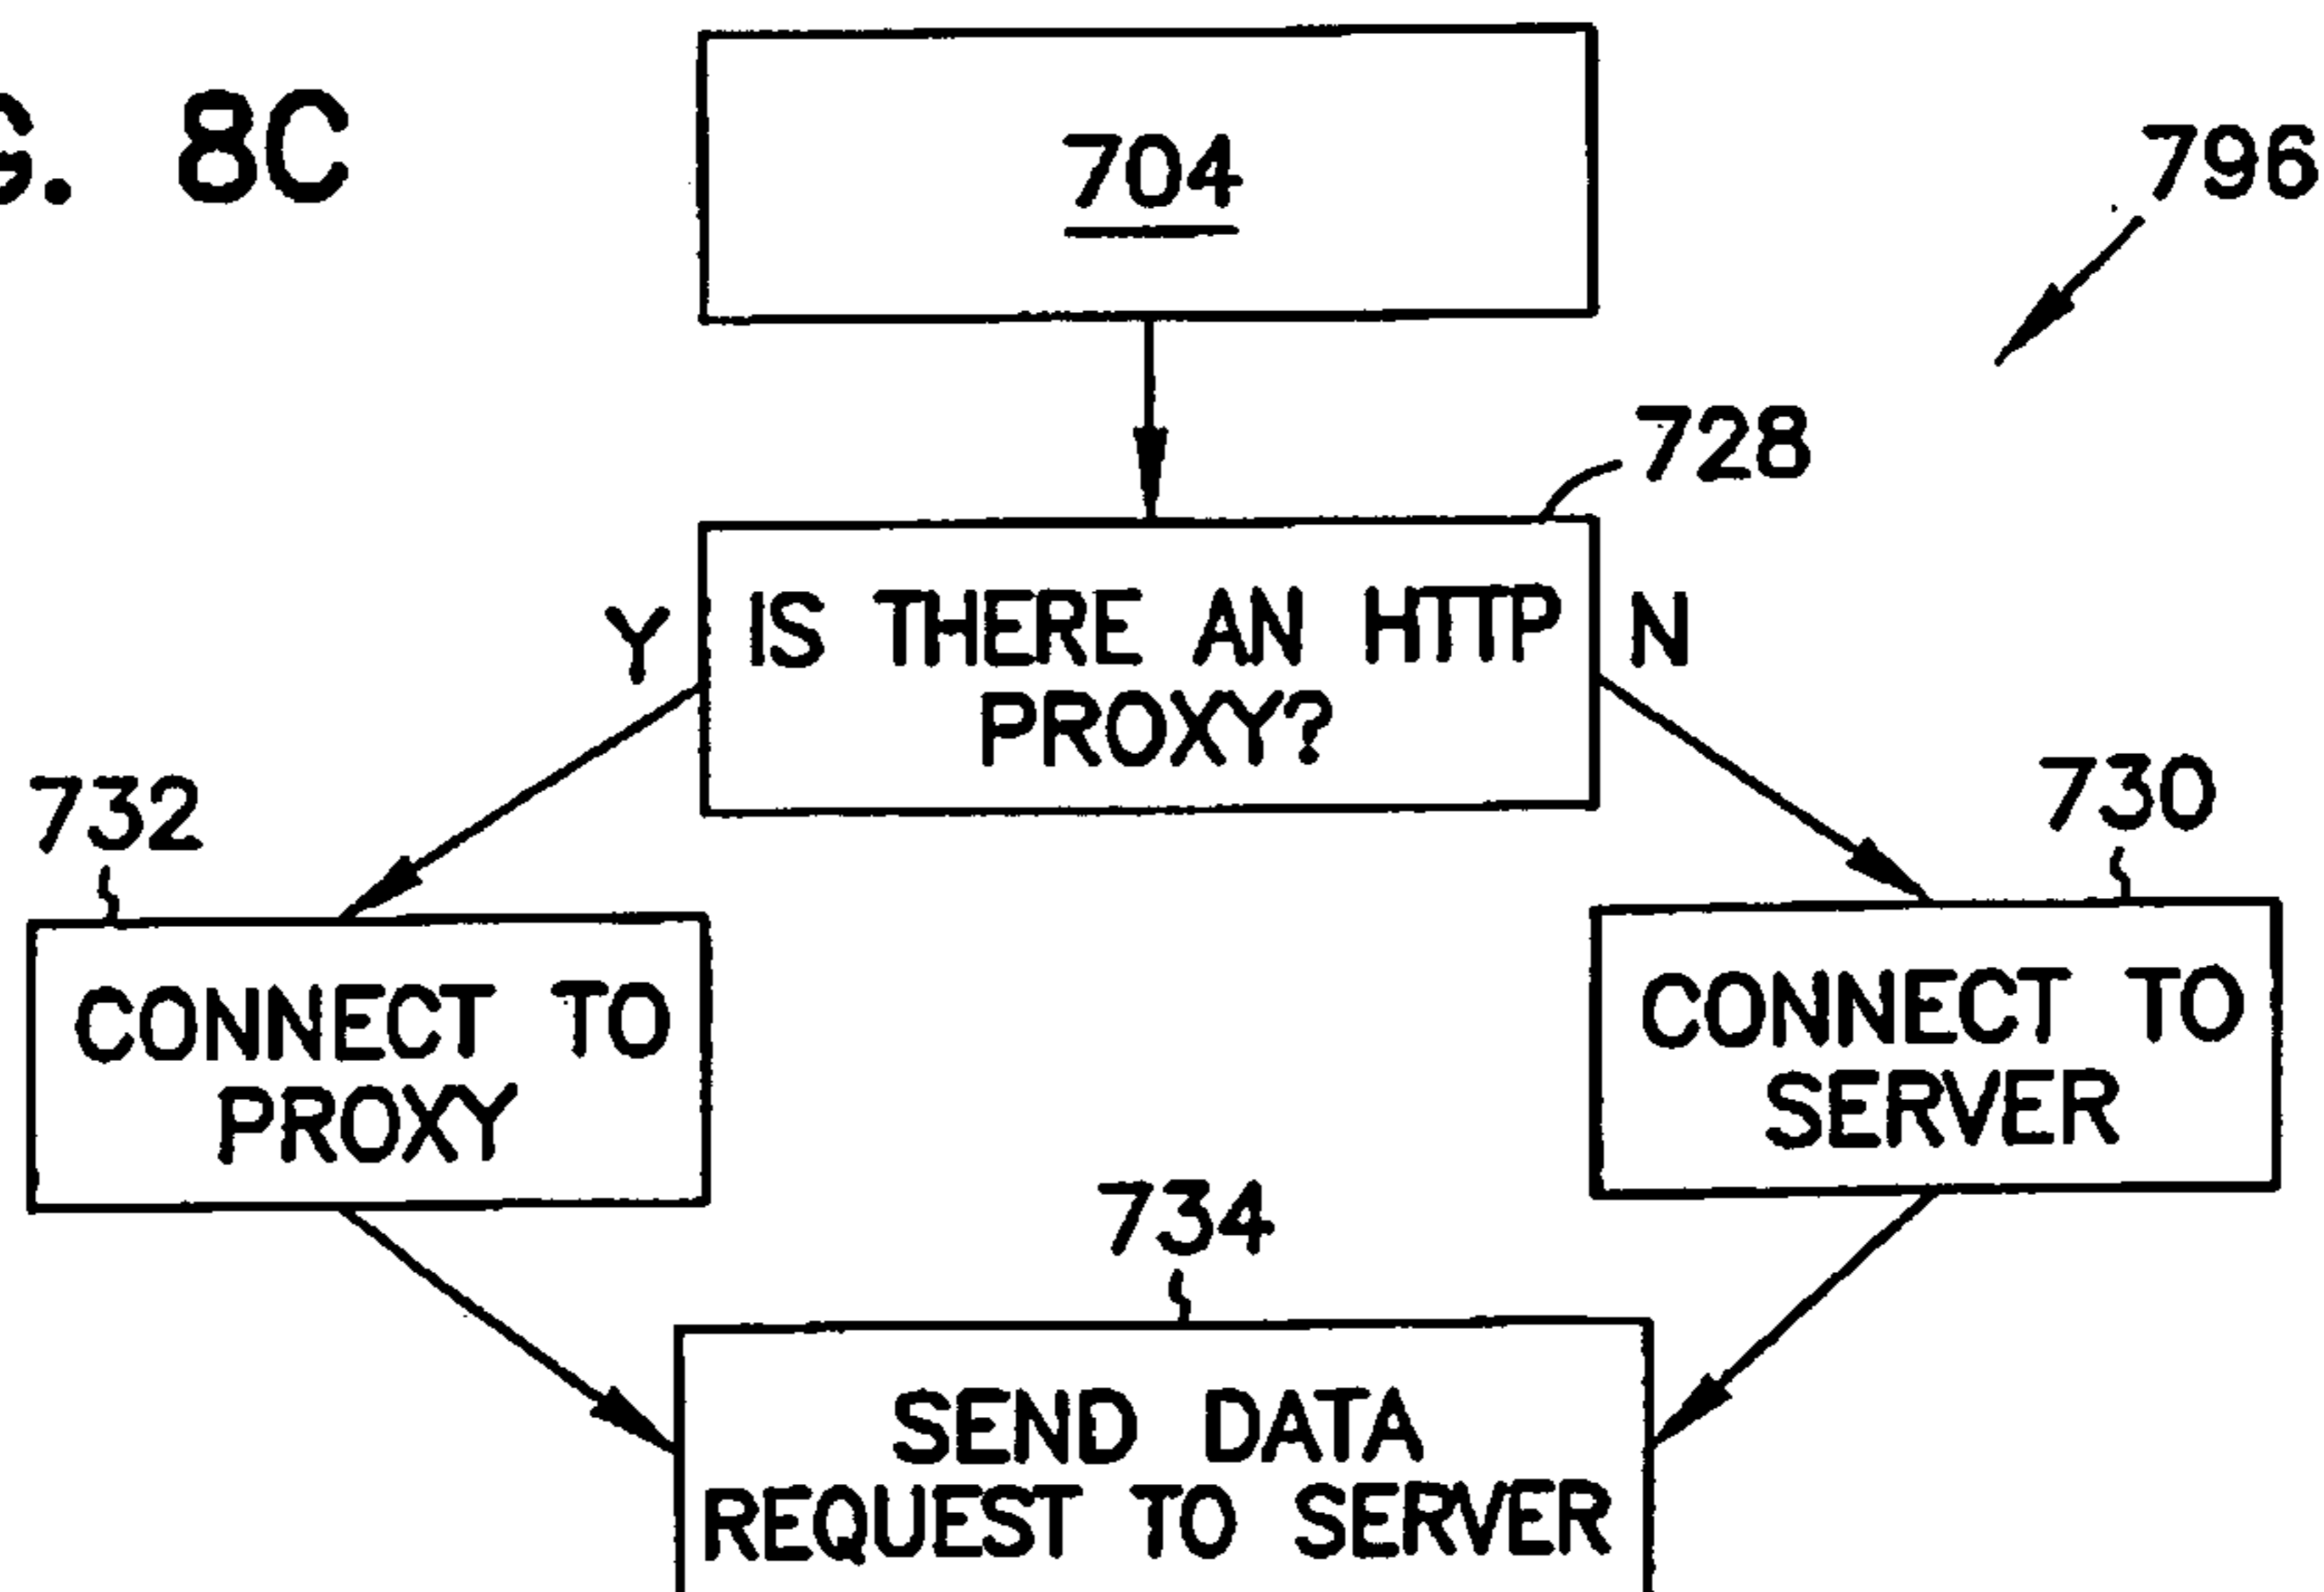 G. 8C
704
796
728
Y
IS THERE AN HTTP
PROXY?
N
732
730
CONNECT TO
PROXY
CONNECT TO
SERVER
734
SEND DATA
REQUEST TO SERVER